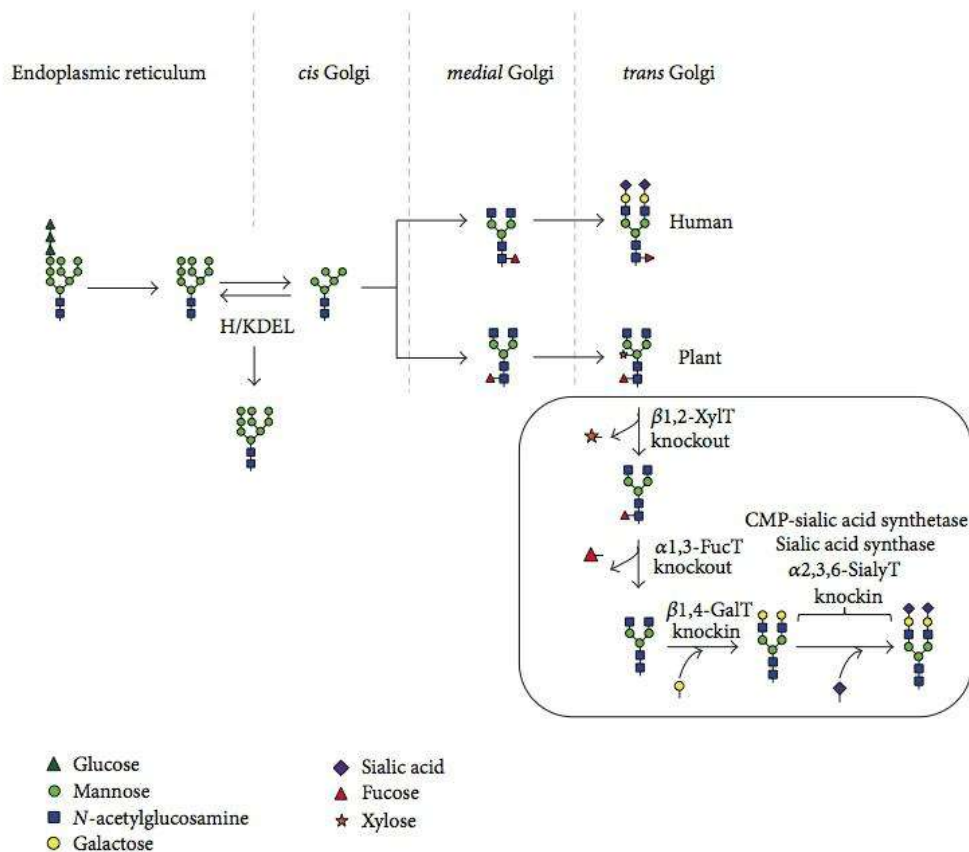 Endoplasmic reticulum
cis Golgi
medial Golgi
trans Golgi
Human
H/KDEL
Plant
β1,2-XylT
knockout
α1,3-FucT
knockout
β1,4-GalT
knockin
CMP-sialic acid synthetase
Sialic acid synthase
α2,3,6-SialyT
knockin
Glucose
Mannose
N-acetylglucosamine
Galactose
Sialic acid
Fucose
Xylose